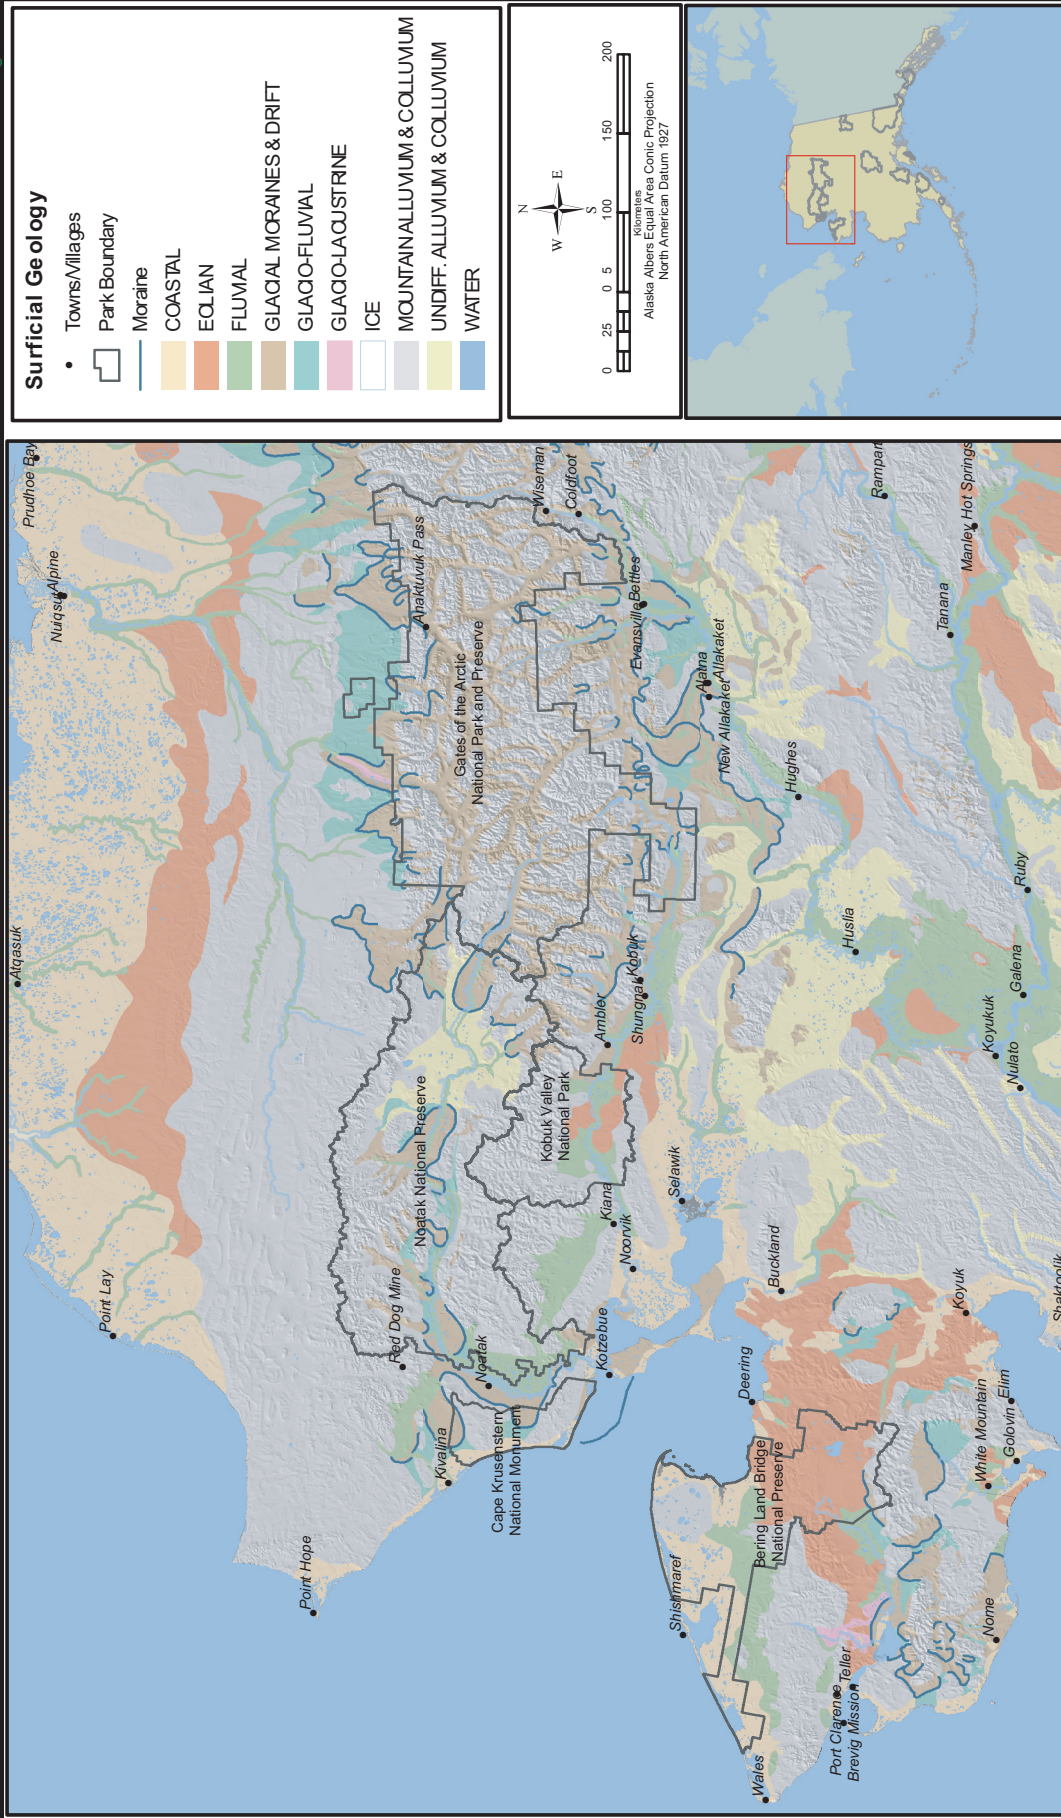 Surficial Geology
Towns/Villages
Park Boundary
Moraine
COASTAL
EOLIAN
FLUVIAL
GLACIAL MORAINES & DRIFT
GLACIO-FLUVIAL
GLACIO-LACUSTRINE
ICE
MOUNTAIN ALLUVIUM & COLLUVIUM
UNDIFF. ALLUVIUM & COLLUVIUM
WATER
N
W
E
S
0 25 0 5 100 150 200
Kilometers
Alaska Albers Equal Area Conic Projection
North American Datum 1927
Atqasuk
Nuiqsut
Alpine
Prudhoe Bay
Point Lay
Point Hope
Red Dog Mine
Anaktuvuk Pass
Noatak National Preserve
Gates of the Arctic
National Park and Preserve
Kivalina
Noatak
Cape Krusenstern
National Monument
Kobuk Valley
National Park
Wiseman
Coldfoot
Kotzebue
Kiana
Noorvik
Ambler
Shungnak
Kobuk
Evansville
Bettles
Selawik
Alatna
Allakaket
New Allakaket
Shishmaref
Deering
Buckland
Hughes
Bering Land Bridge
National Preserve
Wales
Port Clarence
Teller
Brevig Mission
Huslia
Rampart
Koyuk
Tanana
Manley Hot Springs
White Mountain
Nome
Golovin
Elim
Koyukuk
Nulato
Galena
Ruby
Shaktoolik